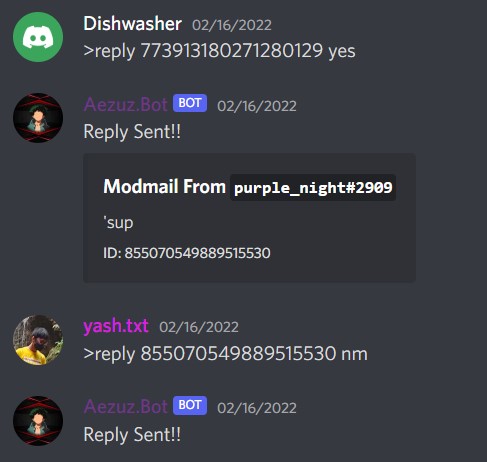 Dishwasher 02/16/2022
>reply 773913180271280129 yes
Aezuz.Bot BOT 02/16/2022
Reply Sent!!
Modmail From purple_night#2909
'sup
ID: 855070549889515530
yash.txt 02/16/2022
>reply 855070549889515530 nm
Aezuz.Bot BOT 02/16/2022
Reply Sent!!